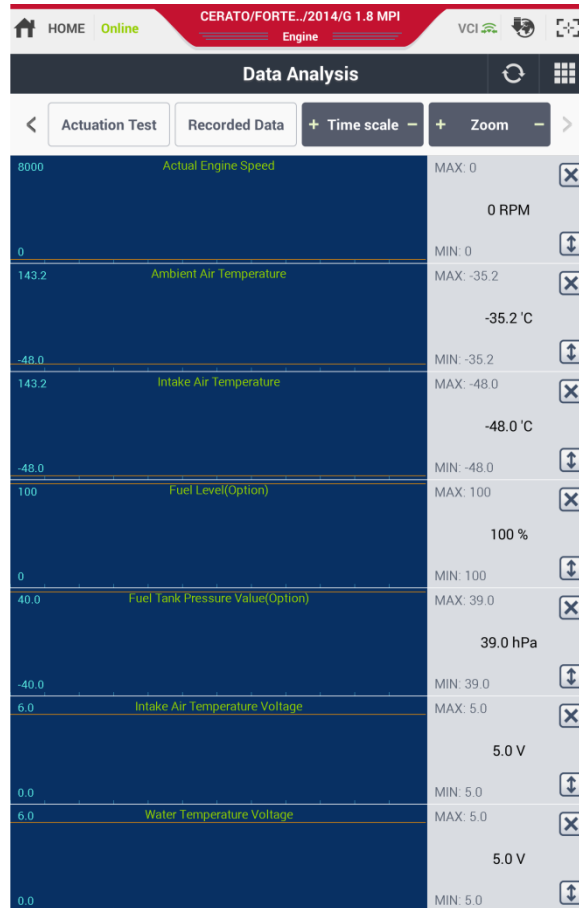 HOME Online CERATO/FORTE../2014/G 1.8 MPI VCI
Engine
Data Analysis
Actuation Test Recorded Data + Time scale − + Zoom −
8000 Actual Engine Speed MAX: 0
0 RPM
0 MIN: 0
143.2 Ambient Air Temperature MAX: -35.2
-35.2 'C
-48.0 MIN: -35.2
143.2 Intake Air Temperature MAX: -48.0
-48.0 'C
-48.0 MIN: -48.0
100 Fuel Level(Option) MAX: 100
100 %
0 MIN: 100
40.0 Fuel Tank Pressure Value(Option) MAX: 39.0
39.0 hPa
-40.0 MIN: 39.0
6.0 Intake Air Temperature Voltage MAX: 5.0
5.0 V
0.0 MIN: 5.0
6.0 Water Temperature Voltage MAX: 5.0
5.0 V
0.0 MIN: 5.0